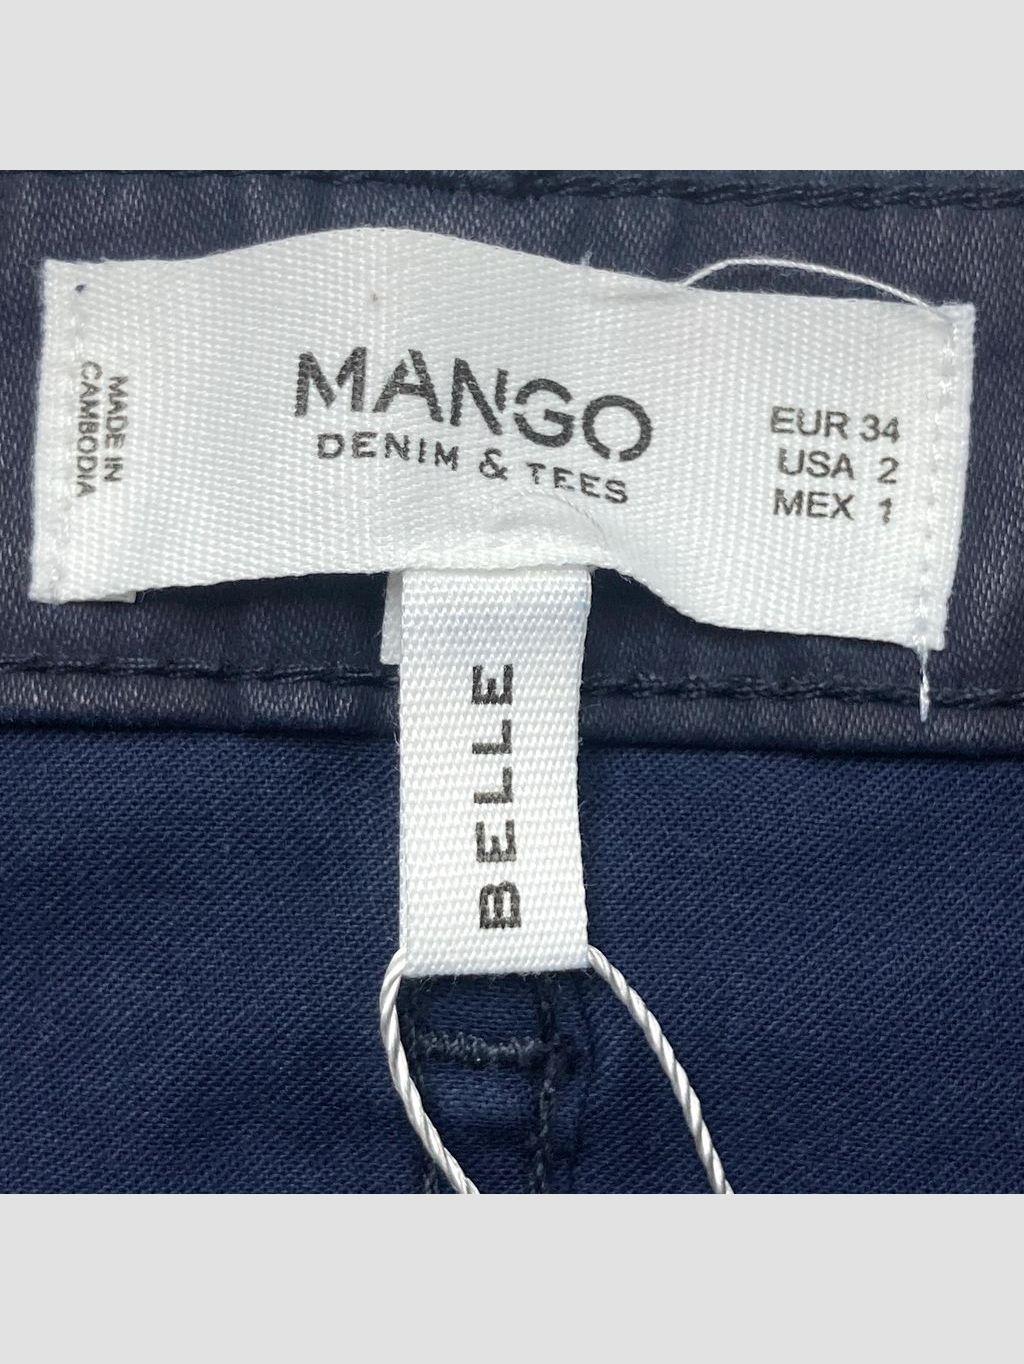 MANGO
DENIM & TEES
MADE IN
CAMBODIA
EUR 34
USA 2
MEX 1
BELLE